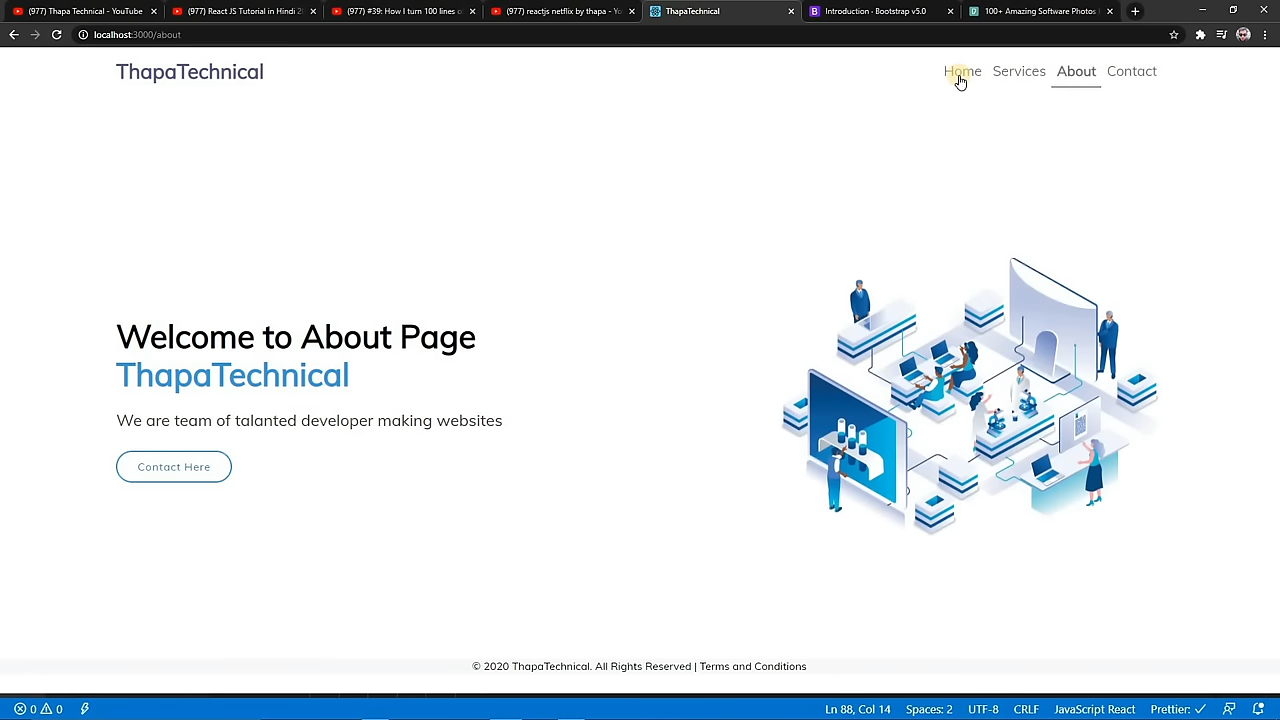 (977) Thapa Technical - YouTube
(977) React JS Tutorial in Hindi 2
(977) #39: How I turn 100 lines o
(977) reactjs netflix by thapa - Yo
ThapaTechnical
Introduction · Bootstrap v5.0
100+ Amazing Software Photos
localhost:3000/about
ThapaTechnical
Home Services About Contact
Welcome to About Page
ThapaTechnical
We are team of talanted developer making websites
Contact Here
© 2020 ThapaTechnical. All Rights Reserved | Terms and Conditions
0 0 Ln 88, Col 14 Spaces: 2 UTF-8 CRLF JavaScript React Prettier: ✓